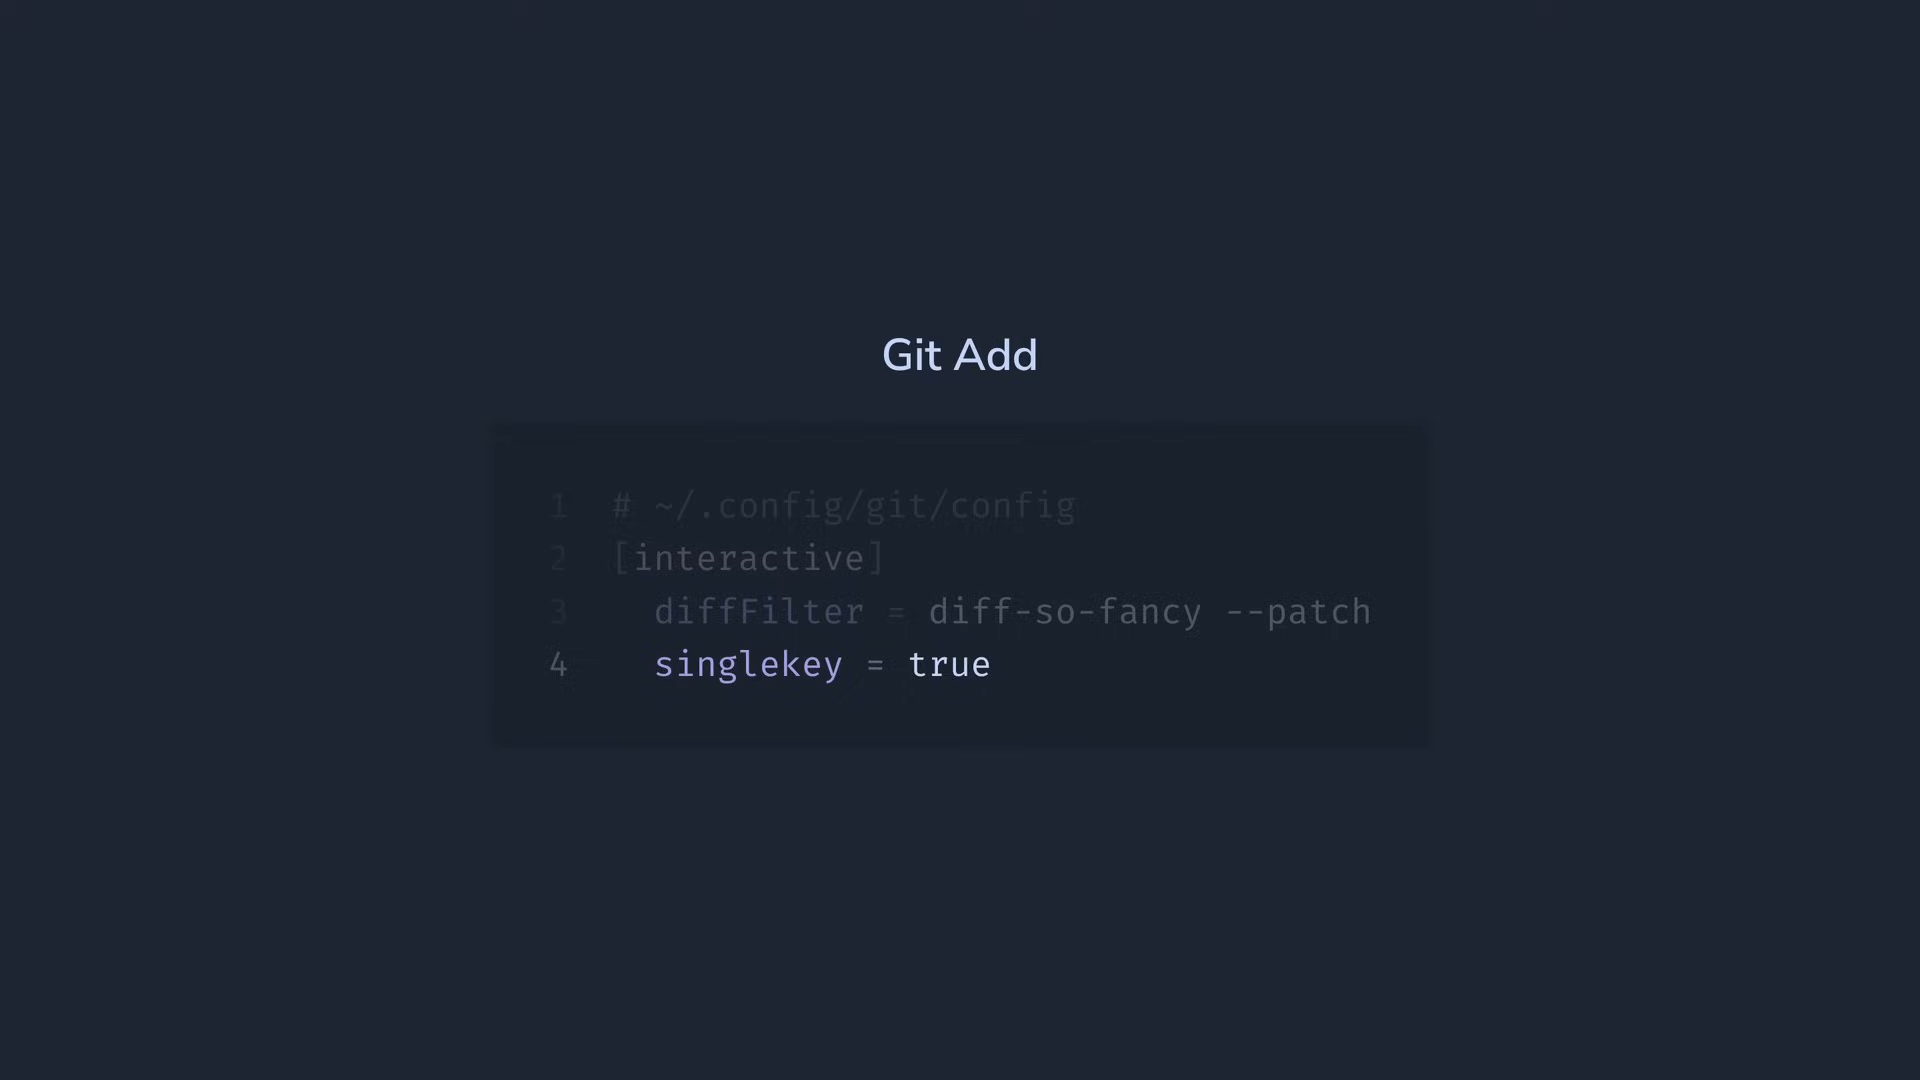 Git Add
1 # ~/.config/git/config
2 [interactive]
3 diffFilter = diff-so-fancy --patch
4 singlekey = true